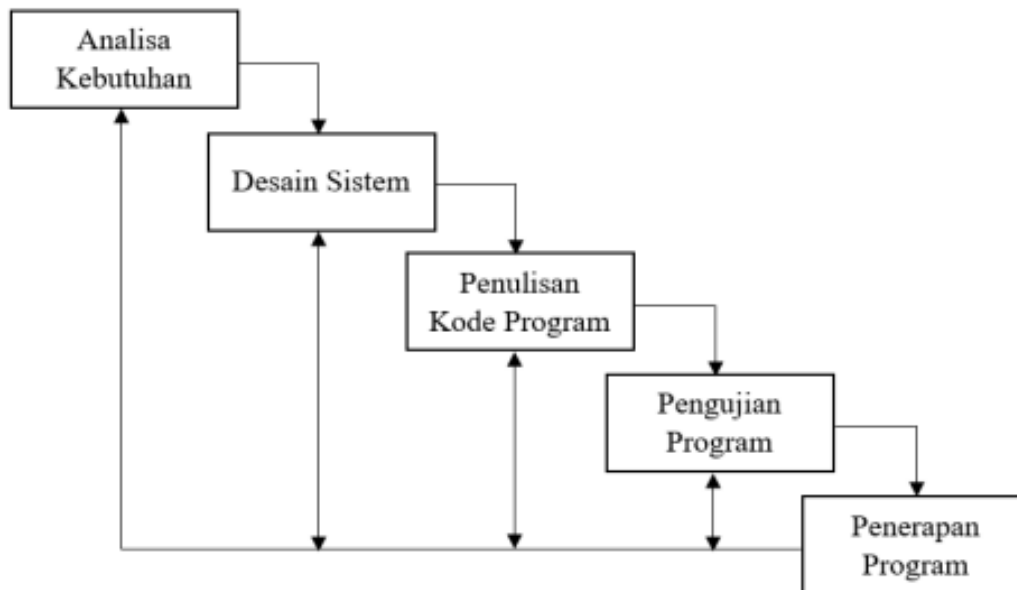 Analisa
Kebutuhan
Desain Sistem
Penulisan
Kode Program
Pengujian
Program
Penerapan
Program